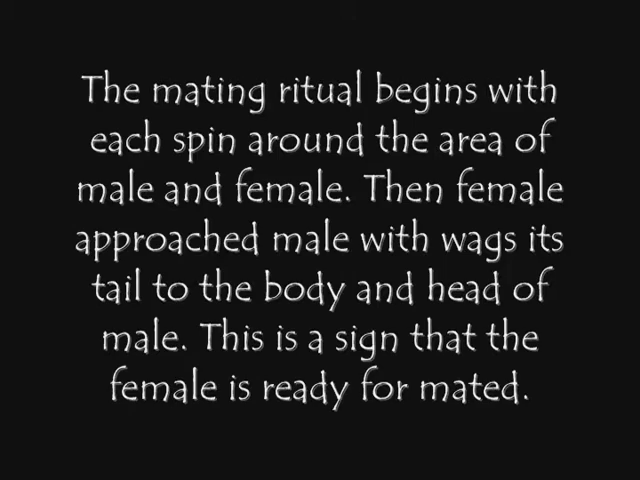 The mating ritual begins with
each spin around the area of
male and female. Then female
approached male with wags its
tail to the body and head of
male. This is a sign that the
female is ready for mated.